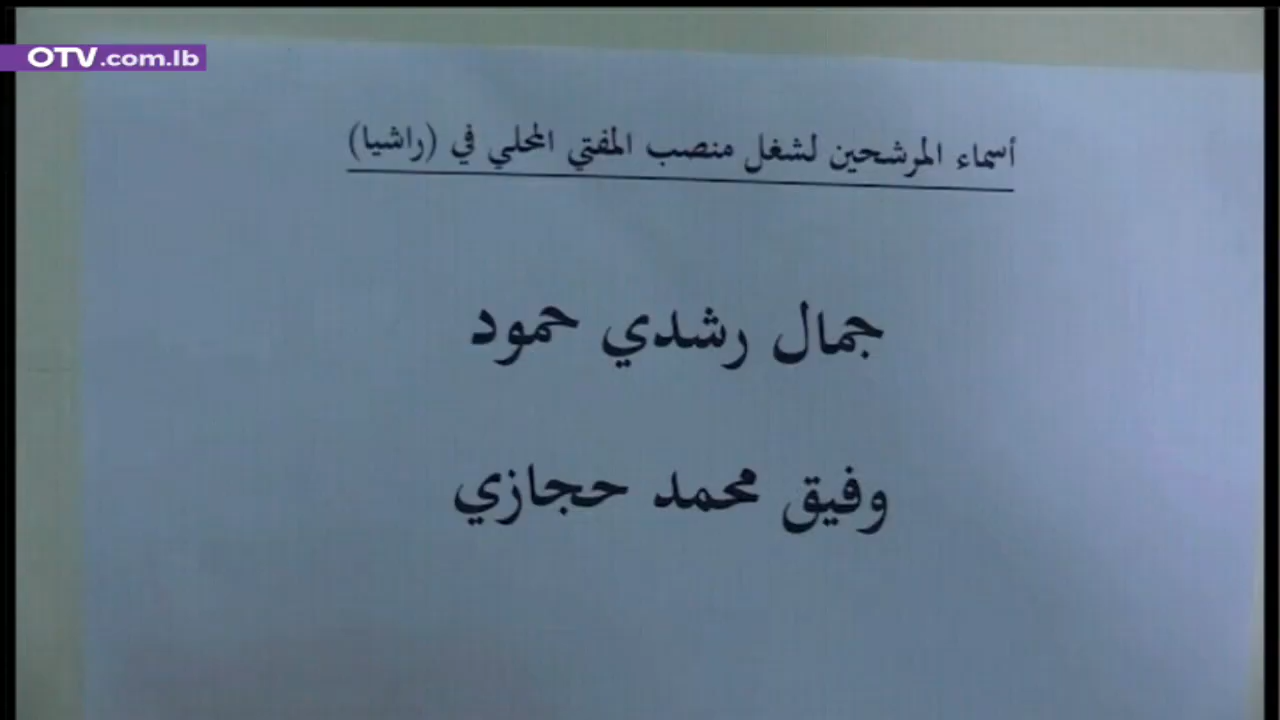 OTV.com.lb
أسماء المرشحين لشغل منصب المفتي المحلي في (راشيا)
جمال رشدي حمود
وفيق محمد حجازي